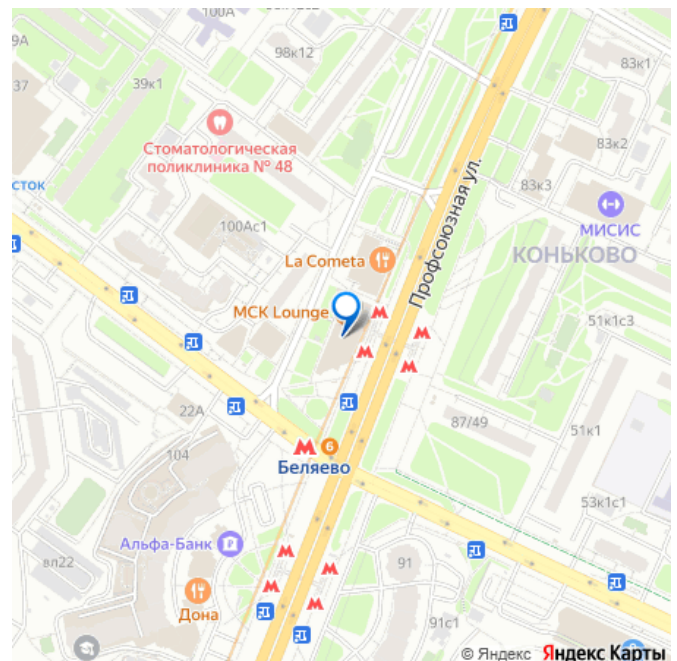 100А
9А
98к12
83к1
37
39к1
Стоматологическая
поликлиника № 48
83к2
сток
83к3
МИСИС
100Ас1
КОНЬКОВО
La Cometa
Профсоюзная ул.
МСК Lounge
51к1с3
22А
87/49
51к1
104
6
Беляево
53к1с1
Альфа-Банк
вл22
91
Дона
91с1
© Яндекс Яндекс Карты